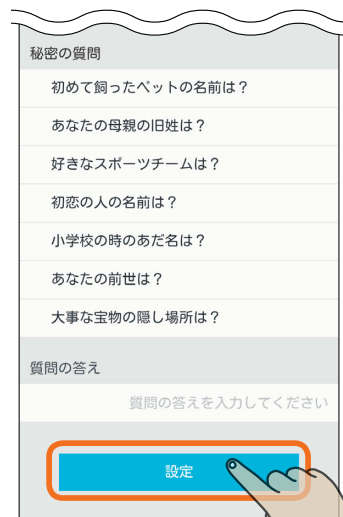 秘密の質問
初めて飼ったペットの名前は？
あなたの母親の旧姓は？
好きなスポーツチームは？
初恋の人の名前は？
小学校の時のあだ名は？
あなたの前世は？
大事な宝物の隠し場所は？
質問の答え
質問の答えを入力してください
設定